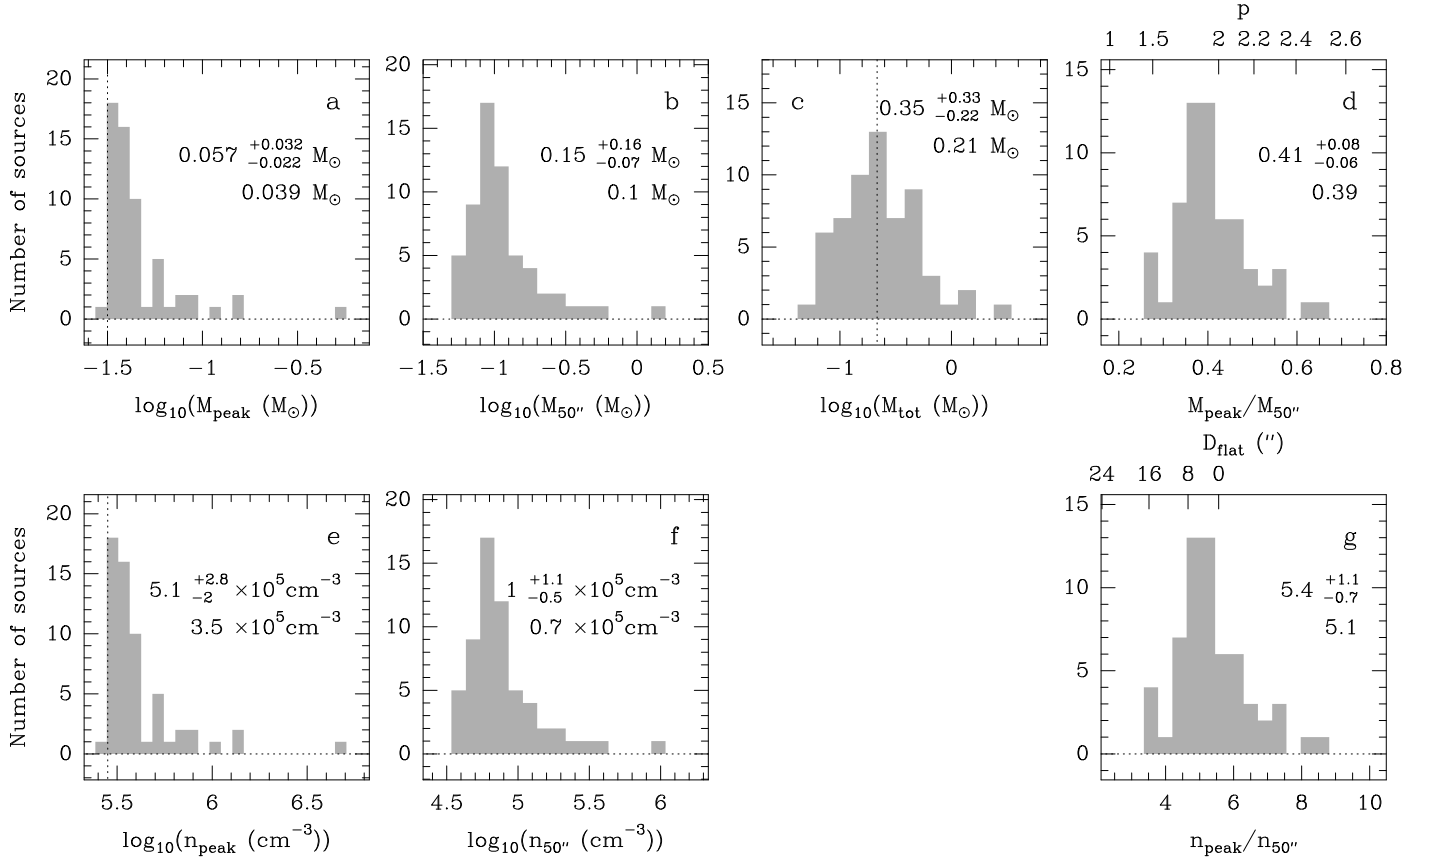 p
1 1.5 2 2.2 2.4 2.6
Number of sources
20
15
10
5
0
a
0.057 +0.032 −0.022 M⊙
0.039 M⊙
−1.5 −1 −0.5
log10(Mpeak (M⊙))
20
15
10
5
0
b
0.15 +0.16 −0.07 M⊙
0.1 M⊙
−1.5 −1 −0.5 0 0.5
log10(M50″ (M⊙))
15
10
5
0
c
0.35 +0.33 −0.22 M⊙
0.21 M⊙
−1 0
log10(Mtot (M⊙))
15
10
5
0
d
0.41 +0.08 −0.06
0.39
0.2 0.4 0.6 0.8
Mpeak/M50″
Number of sources
20
15
10
5
0
e
5.1 +2.8 −2 ×10^5cm^−3
3.5 ×10^5cm^−3
5.5 6 6.5
log10(npeak (cm^−3))
20
15
10
5
0
f
1 +1.1 −0.5 ×10^5cm^−3
0.7 ×10^5cm^−3
4.5 5 5.5 6
log10(n50″ (cm^−3))
Dflat (″)
24 16 8 0
15
10
5
0
g
5.4 +1.1 −0.7
5.1
4 6 8 10
npeak/n50″